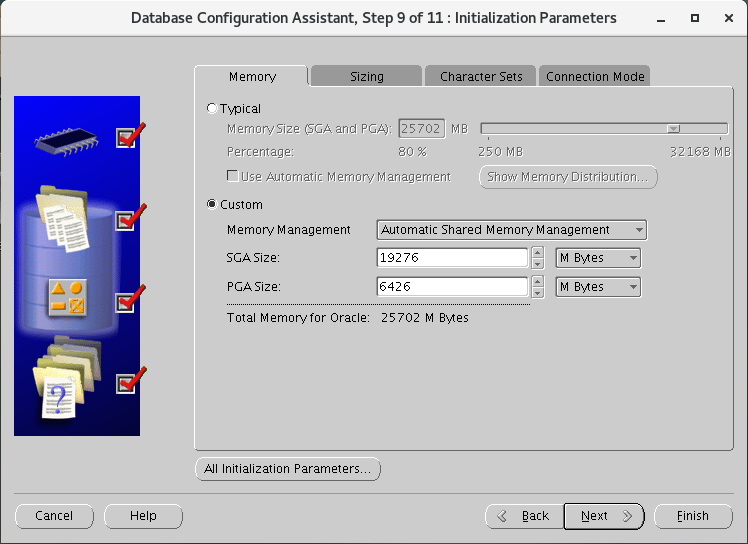 Database Configuration Assistant, Step 9 of 11 : Initialization Parameters
Memory Sizing Character Sets Connection Mode
Typical
Memory Size (SGA and PGA): 25702 MB
Percentage: 80 % 250 MB 32168 MB
Use Automatic Memory Management Show Memory Distribution...
Custom
Memory Management Automatic Shared Memory Management
SGA Size: 19276 M Bytes
PGA Size: 6426 M Bytes
Total Memory for Oracle: 25702 M Bytes
?
All Initialization Parameters...
Cancel Help Back Next Finish